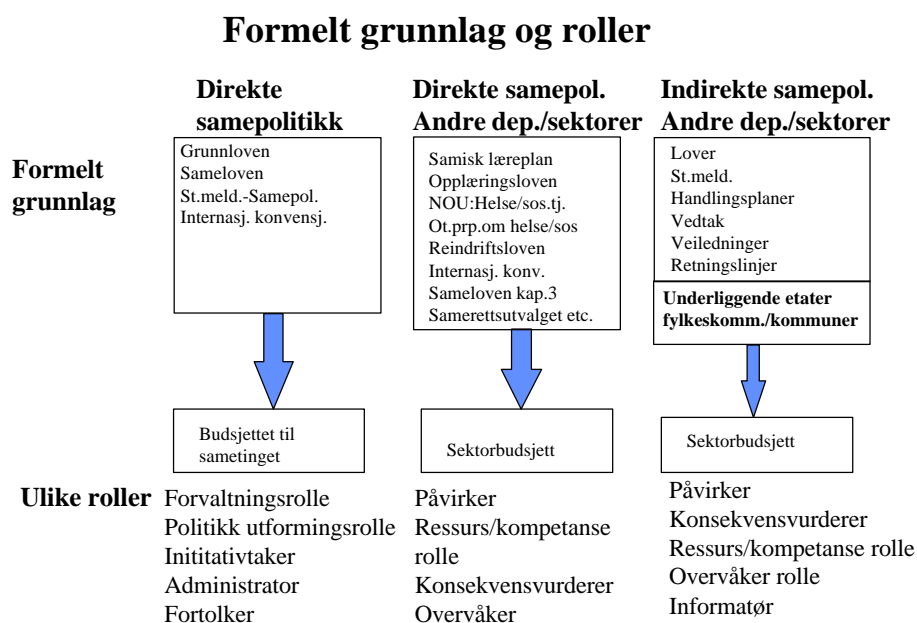 Formelt grunnlag og roller
Direkte
samepolitikk
Direkte samepol.
Andre dep./sektorer
Indirekte samepol.
Andre dep./sektorer
Formelt
grunnlag
Grunnloven
Sameloven
St.meld.-Samepol.
Internasj. konvensj.
Samisk læreplan
Opplæringsloven
NOU:Helse/sos.tj.
Ot.prp.om helse/sos
Reindriftsloven
Internasj. konv.
Sameloven kap.3
Samerettsutvalget etc.
Lover
St.meld.
Handlingsplaner
Vedtak
Veiledninger
Retningslinjer
Underliggende etater
fylkeskomm./kommuner
Budsjettet til
sametinget
Sektorbudsjett
Sektorbudsjett
Ulike roller
Forvaltningsrolle
Politikk utformingsrolle
Inititativtaker
Administrator
Fortolker
Påvirker
Ressurs/kompetanse
rolle
Konsekvensvurderer
Overvåker
Påvirker
Konsekvensvurderer
Ressurs/kompetanse rolle
Overvåker rolle
Informatør